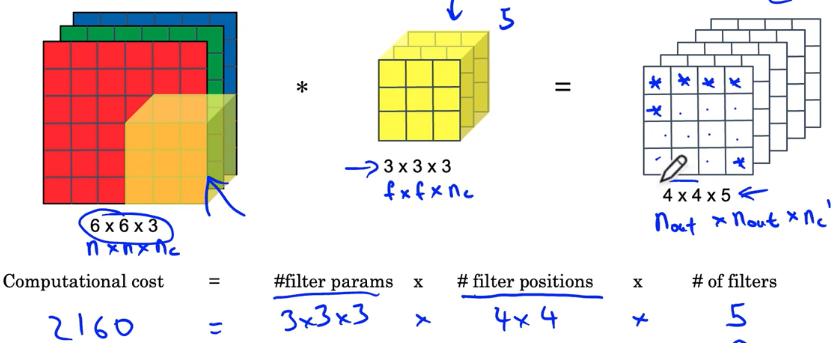 5
*
=
3 x 3 x 3
f x f x nc
6 x 6 x 3
n x n x nc
4 x 4 x 5
nout x nout x nc'
Computational cost = #filter params x # filter positions x # of filters
2160 = 3x3x3 x 4x4 x 5